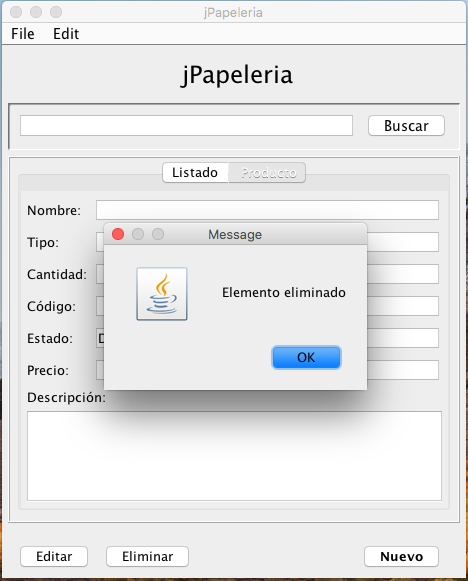 jPapeleria
File Edit
jPapeleria
Buscar
Listado Producto
Nombre:
Tipo:
Cantidad:
Código:
Estado: D
Precio:
Descripción:
Message
Elemento eliminado
OK
Editar Eliminar Nuevo